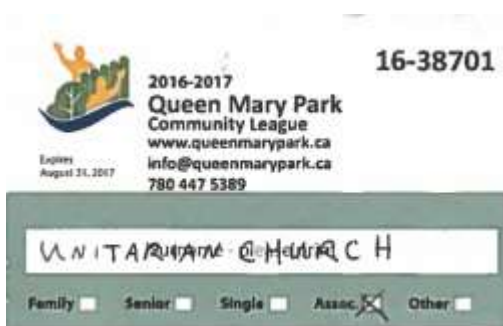 16-38701
2016-2017
Queen Mary Park
Community League
www.queenmarypark.ca
Expires
August 31, 2017
info@queenmarypark.ca
780 447 5389
UNITARIAN CHURCH
Family Senior Single Assoc. Other